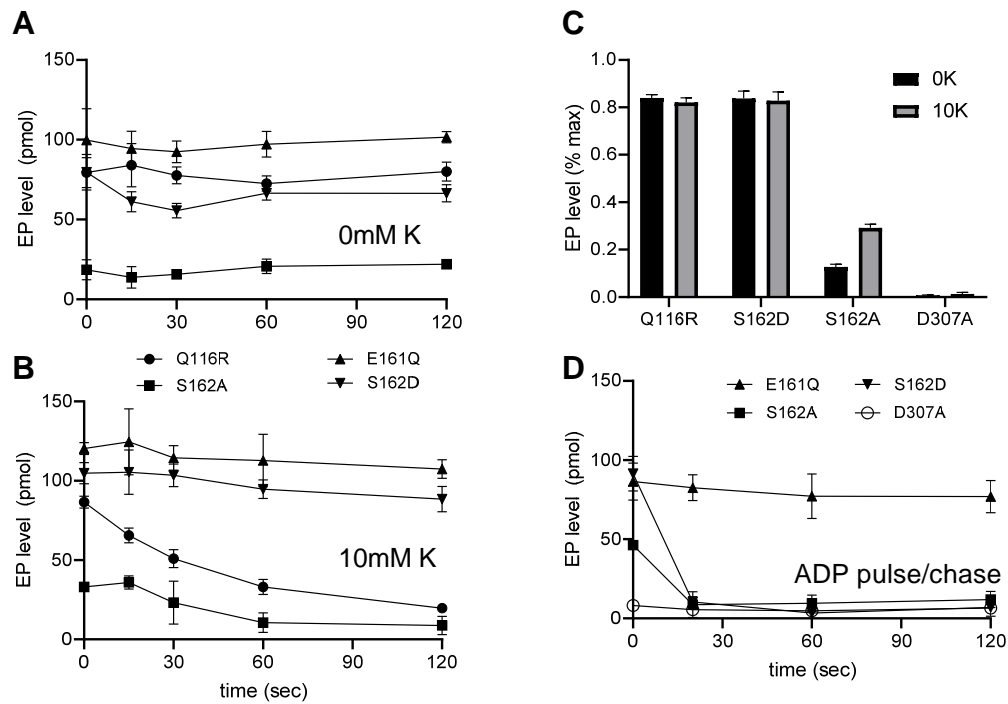 A
150
100
50
0
EP level (pmol)
0mM K
0 30 60 90 120
C
1.0
0.8
0.6
0.4
0.2
0.0
EP level (% max)
0K
10K
Q116R S162D S162A D307A
Q116R E161Q
S162A S162D
B
150
100
50
0
EP level (pmol)
10mM K
0 30 60 90 120
time (sec)
D
E161Q S162D
S162A D307A
150
100
50
0
EP level (pmol)
ADP pulse/chase
0 30 60 90 120
time (sec)